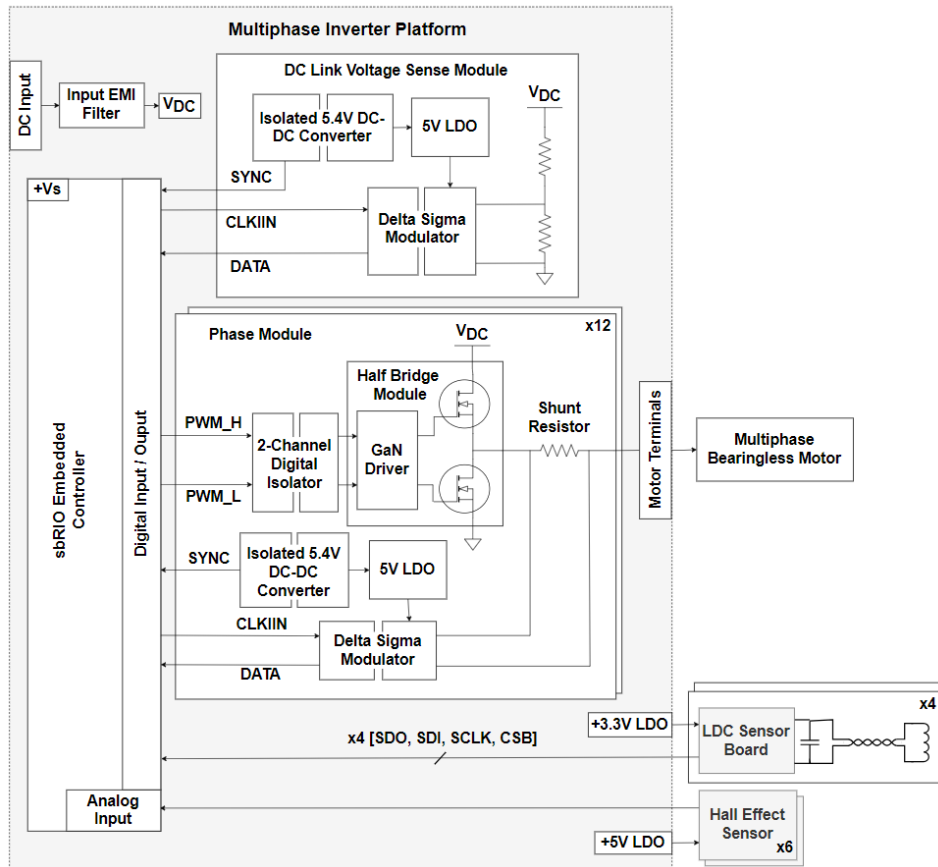 Multiphase Inverter Platform
DC Input
Input EMI
Filter
VDC
DC Link Voltage Sense Module
Isolated 5.4V DC-
DC Converter
5V LDO
VDC
SYNC
CLKIIN
DATA
Delta Sigma
Modulator
+Vs
sbRIO Embedded
Controller
Digital Input / Ouput
Analog
Input
Phase Module
x12
VDC
Half Bridge
Module
PWM_H
PWM_L
2-Channel
Digital
Isolator
GaN
Driver
Shunt
Resistor
Motor Terminals
Multiphase
Bearingless Motor
SYNC
Isolated 5.4V
DC-DC
Converter
5V LDO
CLKIIN
DATA
Delta Sigma
Modulator
x4 [SDO, SDI, SCLK, CSB]
+3.3V LDO
x4
LDC Sensor
Board
Hall Effect
Sensor
x6
+5V LDO